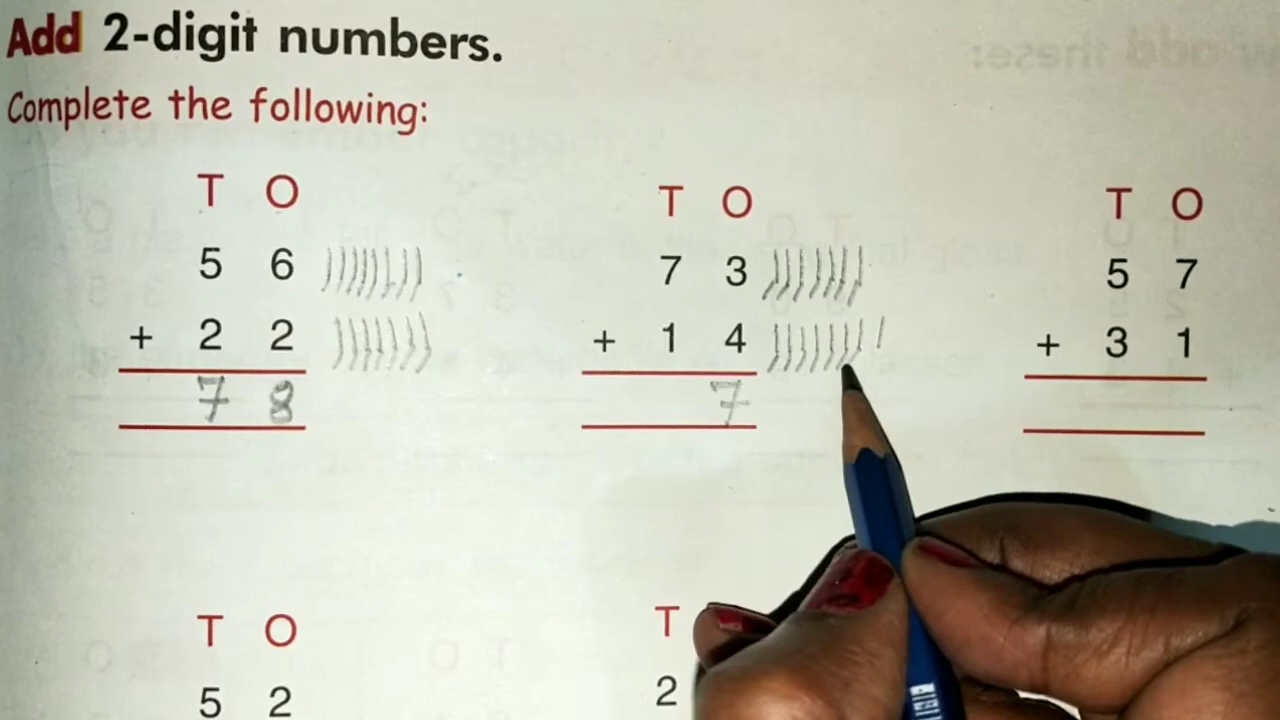 Add 2-digit numbers.
Complete the following:
T O T O T O
5 6 7 3 5 7
+ 2 2 + 1 4 + 3 1
7 8 7
T O T
5 2 2